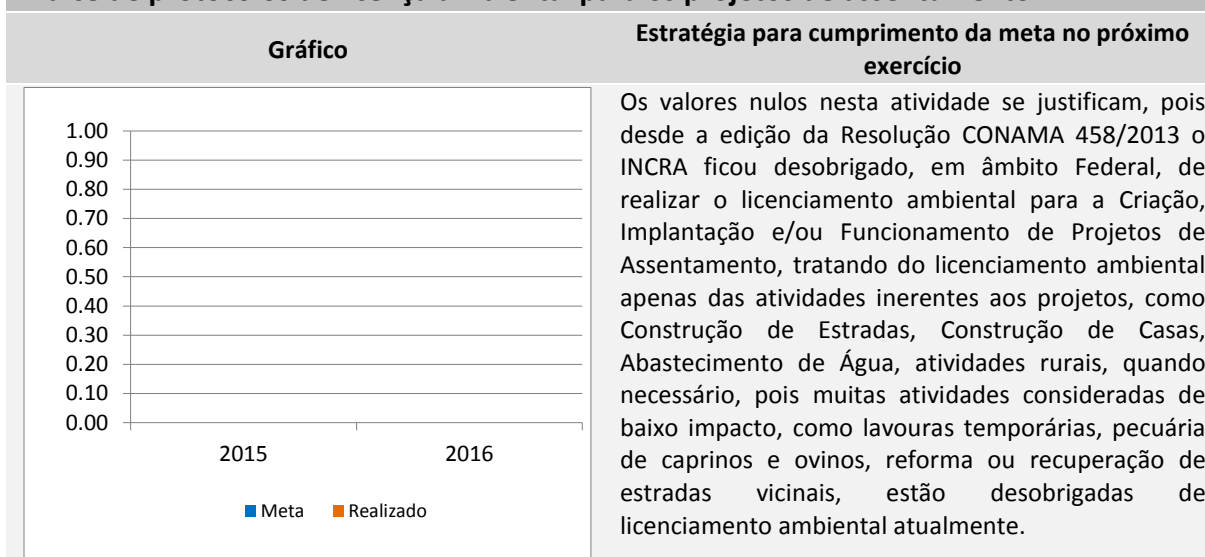 Gráfico
Estratégia para cumprimento da meta no próximo
exercício
1.00
0.90
0.80
0.70
0.60
0.50
0.40
0.30
0.20
0.10
0.00
2015 2016
Meta Realizado
Os valores nulos nesta atividade se justificam, pois
desde a edição da Resolução CONAMA 458/2013 o
INCRA ficou desobrigado, em âmbito Federal, de
realizar o licenciamento ambiental para a Criação,
Implantação e/ou Funcionamento de Projetos de
Assentamento, tratando do licenciamento ambiental
apenas das atividades inerentes aos projetos, como
Construção de Estradas, Construção de Casas,
Abastecimento de Água, atividades rurais, quando
necessário, pois muitas atividades consideradas de
baixo impacto, como lavouras temporárias, pecuária
de caprinos e ovinos, reforma ou recuperação de
estradas vicinais, estão desobrigadas de
licenciamento ambiental atualmente.